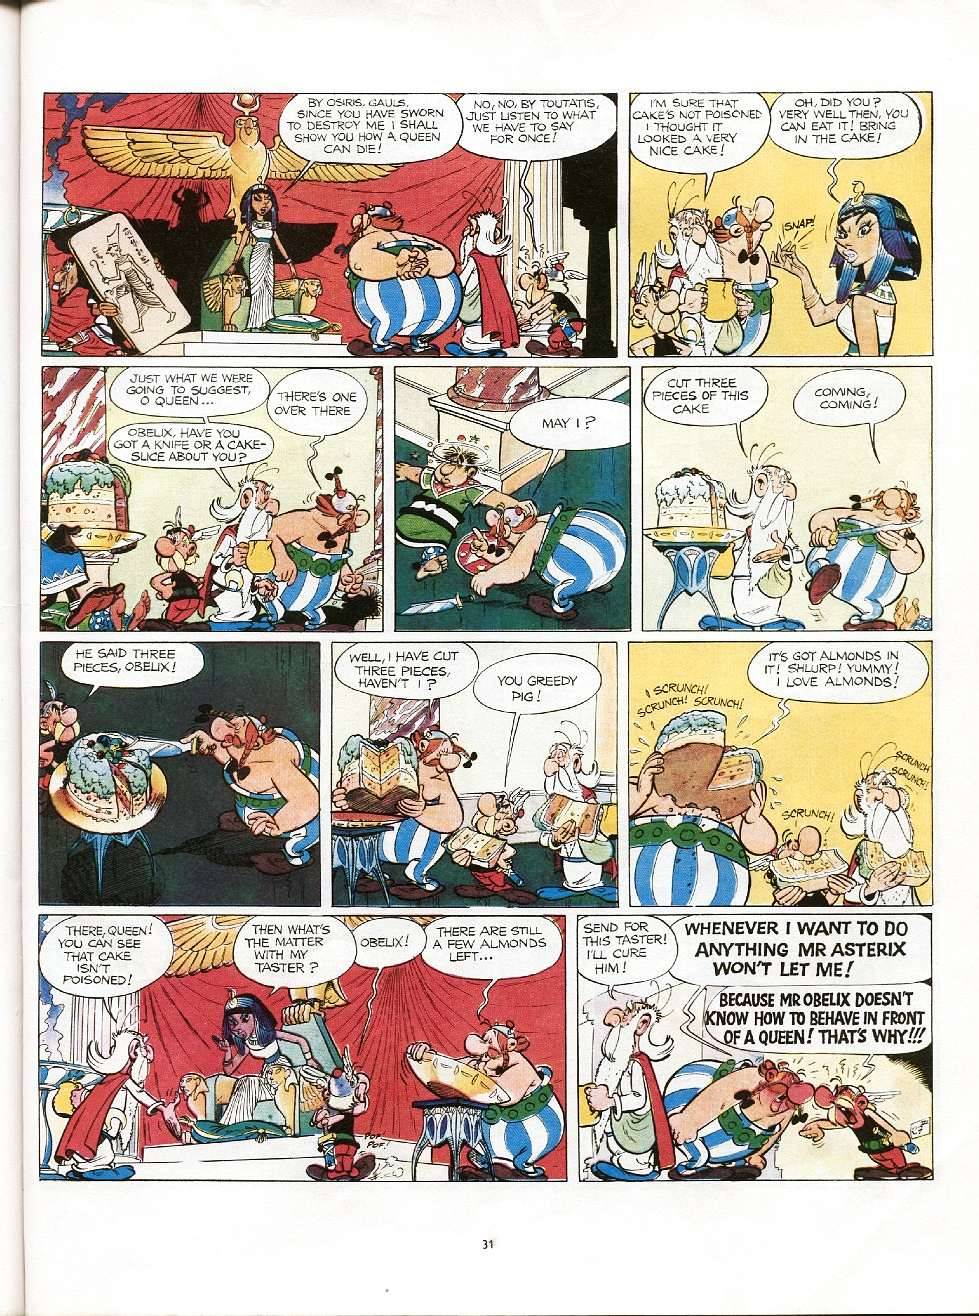 BY OSIRIS, GAULS,
SINCE YOU HAVE SWORN
TO DESTROY ME I SHALL
SHOW YOU HOW A QUEEN
CAN DIE!
NO, NO, BY TOUTATIS,
JUST LISTEN TO WHAT
WE HAVE TO SAY
FOR ONCE!
I'M SURE THAT
CAKE'S NOT POISONED
I THOUGHT IT
LOOKED A VERY
NICE CAKE!
OH, DID YOU?
VERY WELL THEN, YOU
CAN EAT IT! BRING
IN THE CAKE!
SNAP!
JUST WHAT WE WERE
GOING TO SUGGEST,
O QUEEN...
OBELIX, HAVE YOU
GOT A KNIFE OR A CAKE-
SLICE ABOUT YOU?
THERE'S ONE
OVER THERE
MAY I?
CUT THREE
PIECES OF THIS
CAKE
COMING,
COMING!
HE SAID THREE
PIECES, OBELIX!
WELL, I HAVE CUT
THREE PIECES,
HAVEN'T I?
YOU GREEDY
PIG!
SCRUNCH!
SCRUNCH! SCRUNCH!
IT'S GOT ALMONDS IN
IT! SHLURP! YUMMY!
I LOVE ALMONDS!
SCRUNCH!
SCRUNCH
SCRUNCH!
THERE, QUEEN!
YOU CAN SEE
THAT CAKE
ISN'T
POISONED!
THEN WHAT'S
THE MATTER
WITH MY
TASTER?
OBELIX!
THERE ARE STILL
A FEW ALMONDS
LEFT...
POP
POF!
SEND FOR
THIS TASTER!
I'LL CURE
HIM!
WHENEVER I WANT TO DO
ANYTHING MR ASTERIX
WON'T LET ME!
BECAUSE MR OBELIX DOESN'T
KNOW HOW TO BEHAVE IN FRONT
OF A QUEEN! THAT'S WHY!!!
31